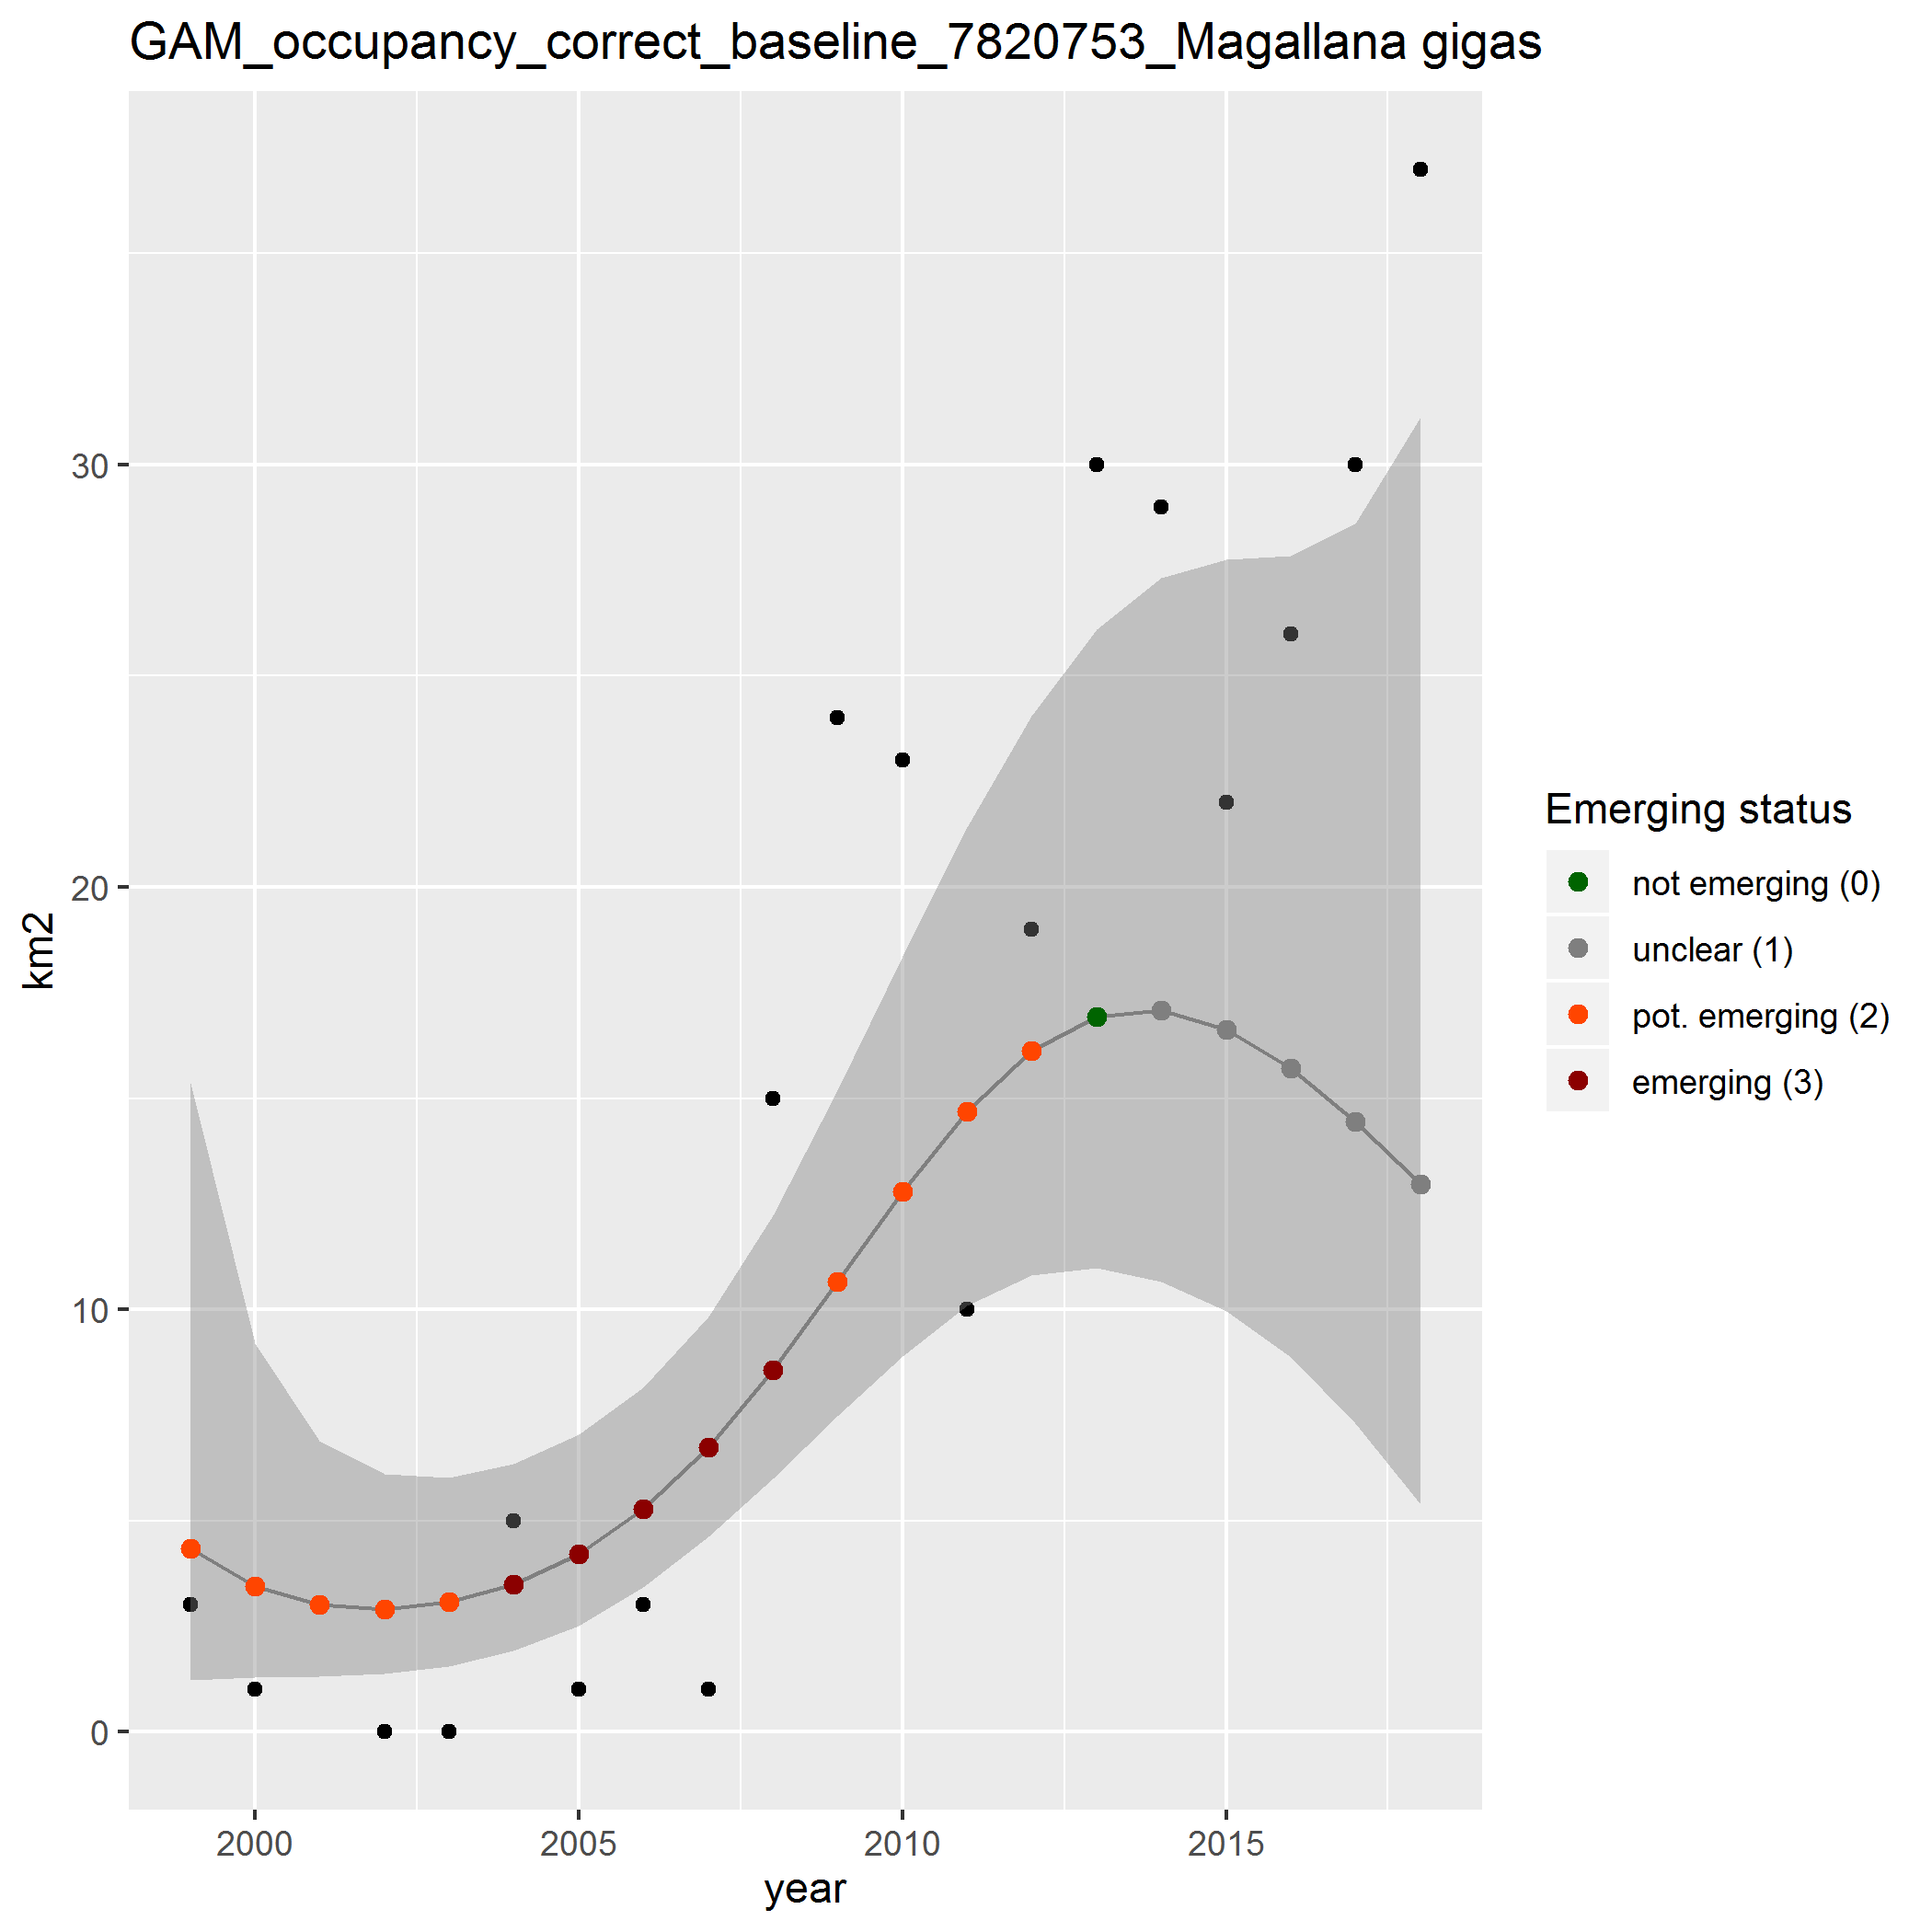 GAM_occupancy_correct_baseline_7820753_Magallana gigas
30
20
10
0
km2
2000 2005 2010 2015
year
Emerging status
not emerging (0)
unclear (1)
pot. emerging (2)
emerging (3)